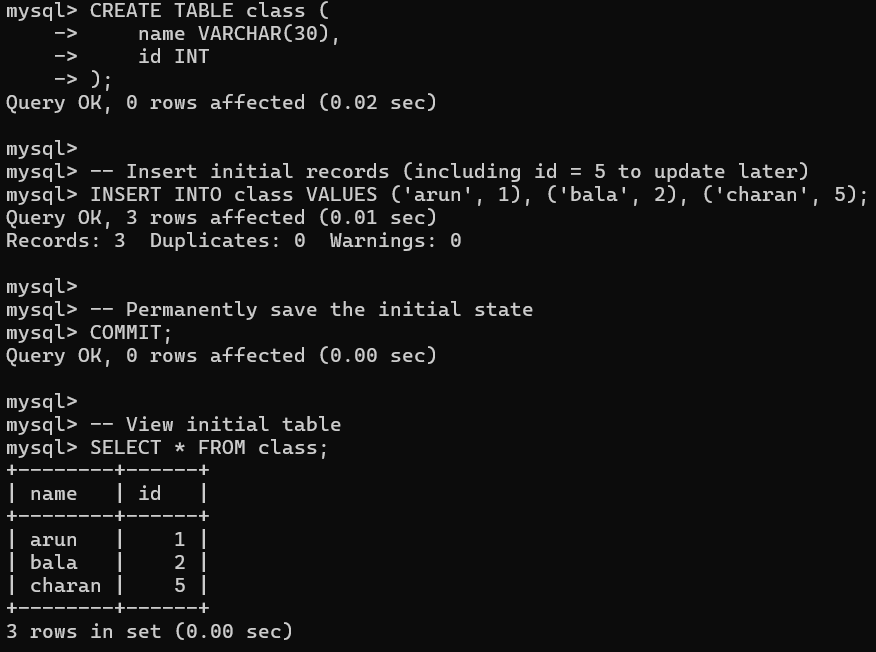 mysql> CREATE TABLE class (
    ->     name VARCHAR(30),
    ->     id INT
    -> );
Query OK, 0 rows affected (0.02 sec)

mysql>
mysql> -- Insert initial records (including id = 5 to update later)
mysql> INSERT INTO class VALUES ('arun', 1), ('bala', 2), ('charan', 5);
Query OK, 3 rows affected (0.01 sec)
Records: 3  Duplicates: 0  Warnings: 0

mysql>
mysql> -- Permanently save the initial state
mysql> COMMIT;
Query OK, 0 rows affected (0.00 sec)

mysql>
mysql> -- View initial table
mysql> SELECT * FROM class;
+--------+------+
| name   | id   |
+--------+------+
| arun   |    1 |
| bala   |    2 |
| charan |    5 |
+--------+------+
3 rows in set (0.00 sec)